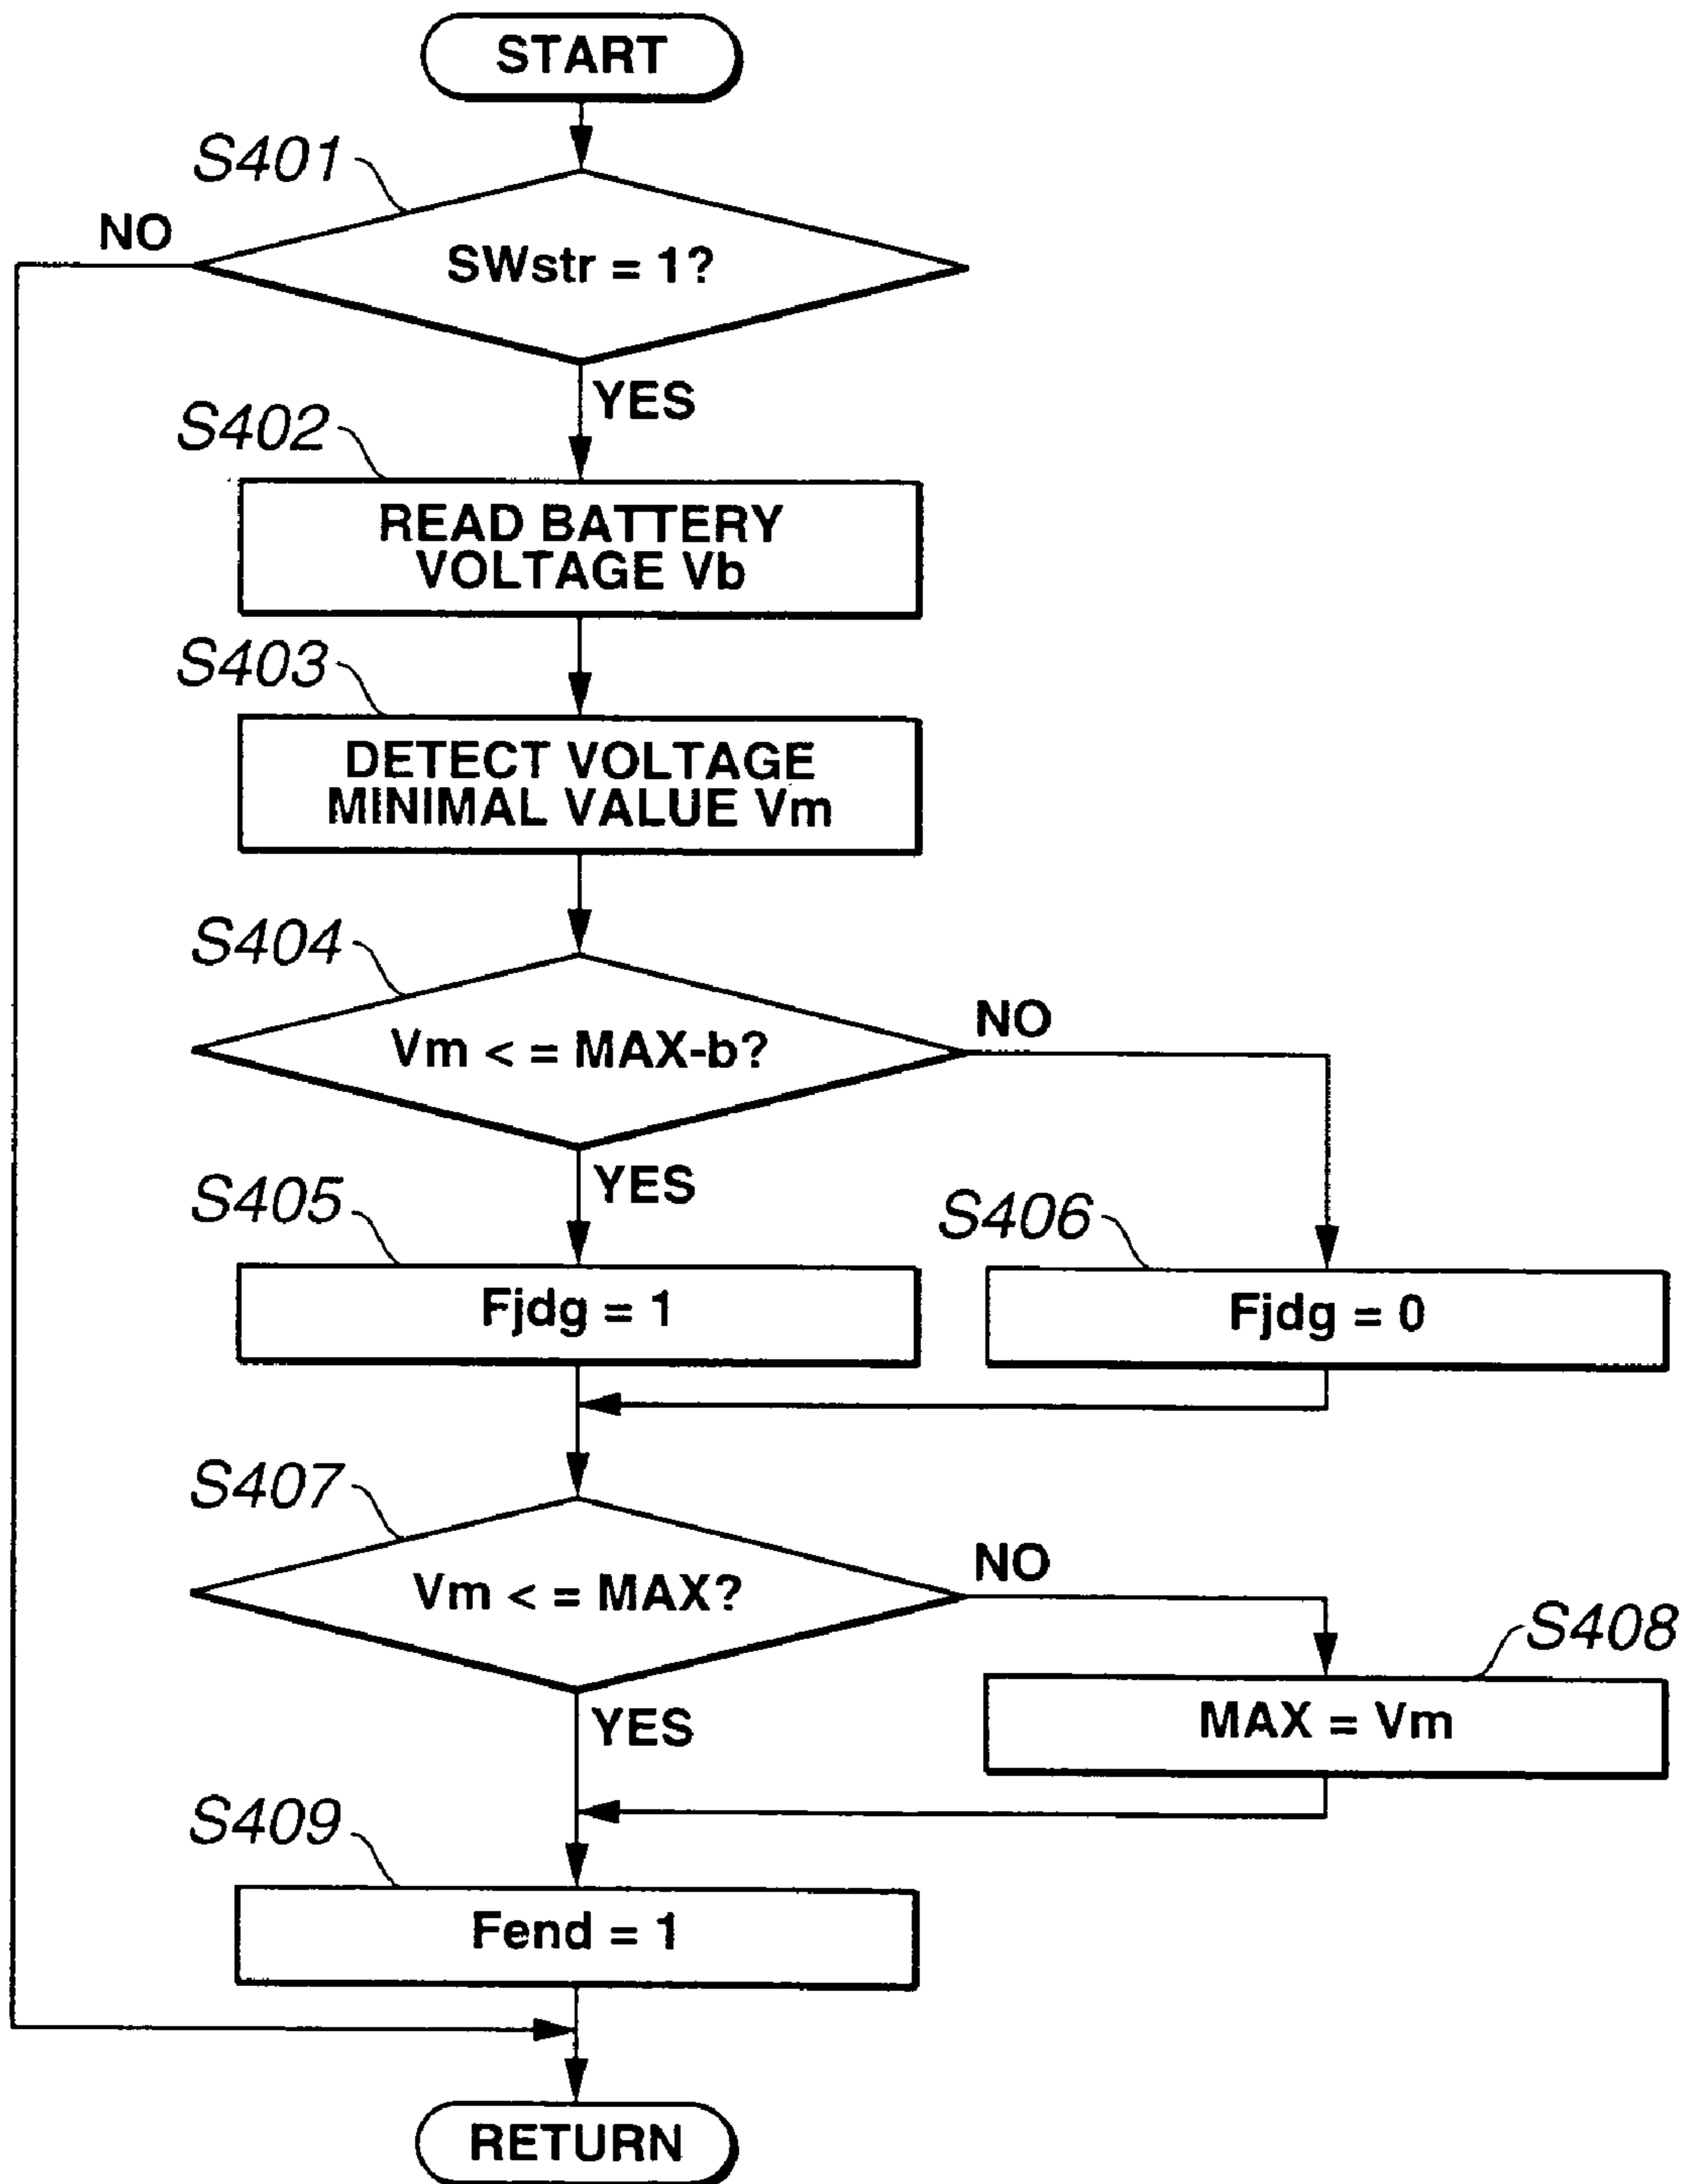 START
S401
NO
SWstr = 1?
YES
S402
READ BATTERY
VOLTAGE Vb
S403
DETECT VOLTAGE
MINIMAL VALUE Vm
S404
Vm < = MAX-b?
NO
YES
S405
Fjdg = 1
S406
Fjdg = 0
S407
Vm < = MAX?
NO
YES
S408
MAX = Vm
S409
Fend = 1
RETURN